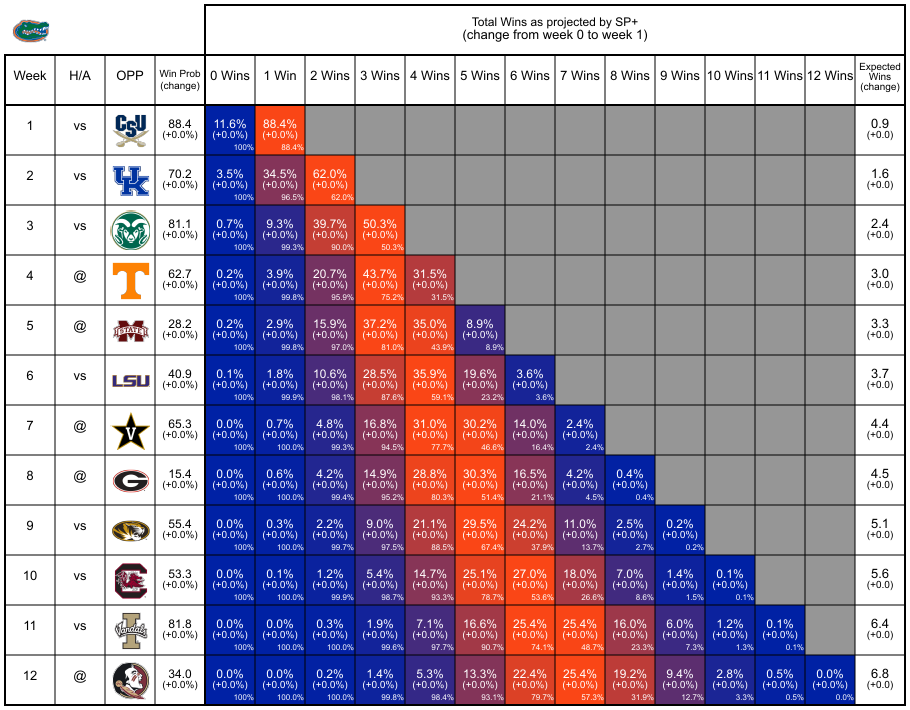 Total Wins as projected by SP+
(change from week 0 to week 1)
Week H/A OPP Win Prob (change) 0 Wins 1 Win 2 Wins 3 Wins 4 Wins 5 Wins 6 Wins 7 Wins 8 Wins 9 Wins 10 Wins 11 Wins 12 Wins Expected Wins (change)
1 vs CSU 88.4 11.6% 88.4% 0.9
(+0.0%) (+0.0%) (+0.0%) (+0.0)
100% 88.4%
2 vs UK 70.2 3.5% 34.5% 62.0% 1.6
(+0.0%) (+0.0%) (+0.0%) (+0.0%) (+0.0)
100% 96.5% 62.0%
3 vs 81.1 0.7% 9.3% 39.7% 50.3% 2.4
(+0.0%) (+0.0%) (+0.0%) (+0.0%) (+0.0%) (+0.0)
100% 99.3% 90.0% 50.3%
4 @ T 62.7 0.2% 3.9% 20.7% 43.7% 31.5% 3.0
(+0.0%) (+0.0%) (+0.0%) (+0.0%) (+0.0%) (+0.0%) (+0.0)
100% 99.8% 95.9% 75.2% 31.5%
5 @ M STATE 28.2 0.2% 2.9% 15.9% 37.2% 35.0% 8.9% 3.3
(+0.0%) (+0.0%) (+0.0%) (+0.0%) (+0.0%) (+0.0%) (+0.0%) (+0.0)
100% 99.8% 97.0% 81.0% 43.9% 8.9%
6 vs LSU 40.9 0.1% 1.8% 10.6% 28.5% 35.9% 19.6% 3.6% 3.7
(+0.0%) (+0.0%) (+0.0%) (+0.0%) (+0.0%) (+0.0%) (+0.0%) (+0.0%) (+0.0)
100% 99.9% 98.1% 87.6% 59.1% 23.2% 3.6%
7 @ V 65.3 0.0% 0.7% 4.8% 16.8% 31.0% 30.2% 14.0% 2.4% 4.4
(+0.0%) (+0.0%) (+0.0%) (+0.0%) (+0.0%) (+0.0%) (+0.0%) (+0.0%) (+0.0%) (+0.0)
100% 100.0% 99.3% 94.5% 77.7% 46.6% 16.4% 2.4%
8 @ G 15.4 0.0% 0.6% 4.2% 14.9% 28.8% 30.3% 16.5% 4.2% 0.4% 4.5
(+0.0%) (+0.0%) (+0.0%) (+0.0%) (+0.0%) (+0.0%) (+0.0%) (+0.0%) (+0.0%) (+0.0%) (+0.0)
100% 100.0% 99.4% 95.2% 80.3% 51.4% 21.1% 4.5% 0.4%
9 vs 55.4 0.0% 0.3% 2.2% 9.0% 21.1% 29.5% 24.2% 11.0% 2.5% 0.2% 5.1
(+0.0%) (+0.0%) (+0.0%) (+0.0%) (+0.0%) (+0.0%) (+0.0%) (+0.0%) (+0.0%) (+0.0%) (+0.0%) (+0.0)
100% 100.0% 99.7% 97.5% 88.5% 67.4% 37.9% 13.7% 2.7% 0.2%
10 vs C 53.3 0.0% 0.1% 1.2% 5.4% 14.7% 25.1% 27.0% 18.0% 7.0% 1.4% 0.1% 5.6
(+0.0%) (+0.0%) (+0.0%) (+0.0%) (+0.0%) (+0.0%) (+0.0%) (+0.0%) (+0.0%) (+0.0%) (+0.0%) (+0.0%) (+0.0)
100% 100.0% 99.9% 98.7% 93.3% 78.7% 53.6% 26.6% 8.6% 1.5% 0.1%
11 vs I Vandals 81.8 0.0% 0.0% 0.3% 1.9% 7.1% 16.6% 25.4% 25.4% 16.0% 6.0% 1.2% 0.1% 6.4
(+0.0%) (+0.0%) (+0.0%) (+0.0%) (+0.0%) (+0.0%) (+0.0%) (+0.0%) (+0.0%) (+0.0%) (+0.0%) (+0.0%) (+0.0%) (+0.0)
100% 100.0% 100.0% 99.6% 97.7% 90.7% 74.1% 48.7% 23.3% 7.3% 1.3% 0.1%
12 @ 34.0 0.0% 0.0% 0.2% 1.4% 5.3% 13.3% 22.4% 25.4% 19.2% 9.4% 2.8% 0.5% 0.0% 6.8
(+0.0%) (+0.0%) (+0.0%) (+0.0%) (+0.0%) (+0.0%) (+0.0%) (+0.0%) (+0.0%) (+0.0%) (+0.0%) (+0.0%) (+0.0%) (+0.0%) (+0.0)
100% 100.0% 100.0% 99.8% 98.4% 93.1% 79.7% 57.3% 31.9% 12.7% 3.3% 0.5% 0.0%